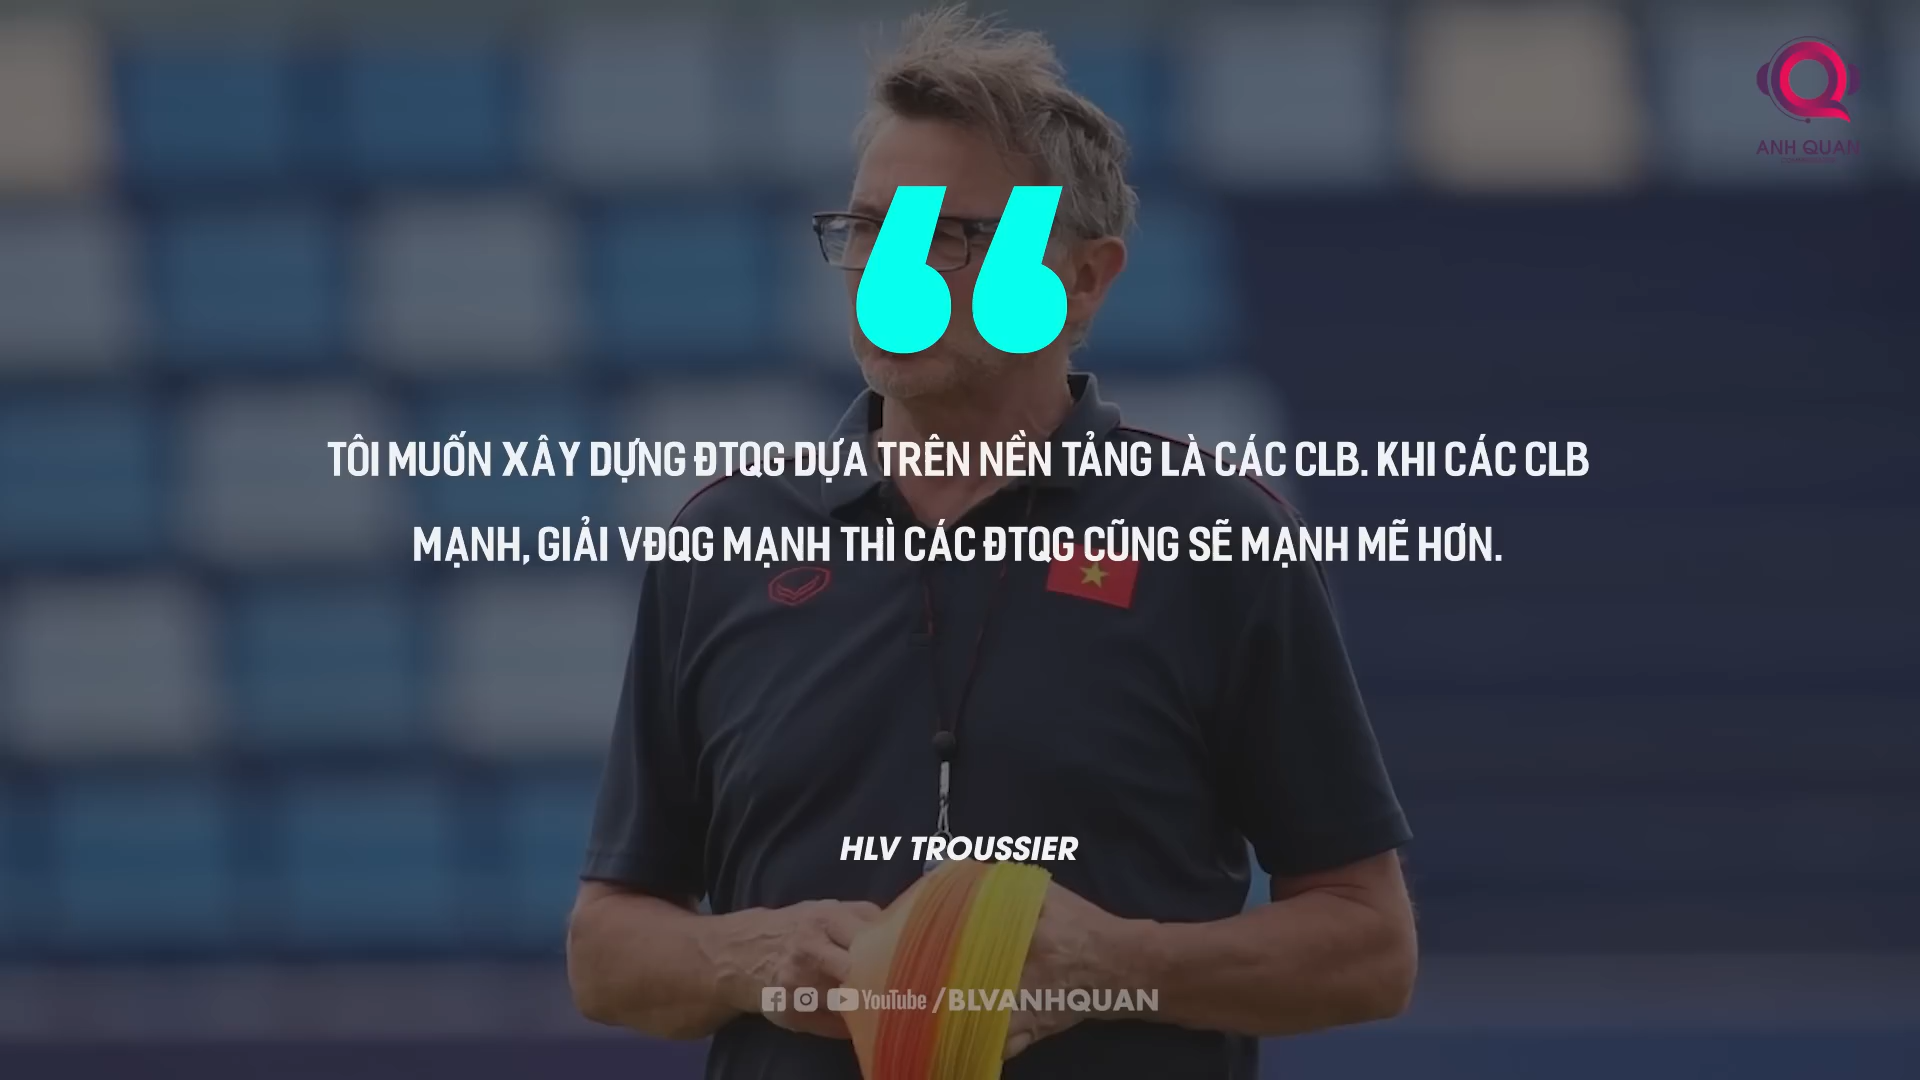 ANH QUAN
TÔI MUỐN XÂY DỰNG ĐTQG DỰA TRÊN NỀN TẢNG LÀ CÁC CLB. KHI CÁC CLB
MẠNH, GIẢI VĐQG MẠNH THÌ CÁC ĐTQG CŨNG SẼ MẠNH MẼ HƠN.
HLV TROUSSIER
YouTube /BLVANHQUAN